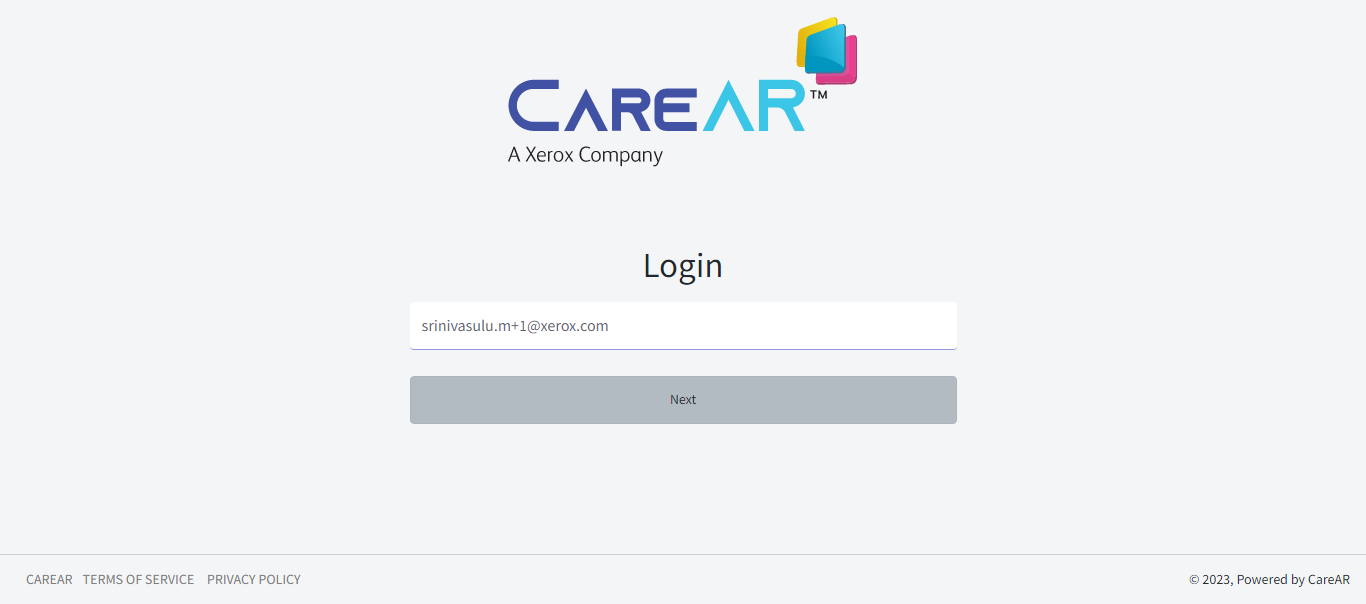 CAREAR™
A Xerox Company
Login
srinivasulu.m+1@xerox.com
Next
CAREAR TERMS OF SERVICE PRIVACY POLICY © 2023, Powered by CareAR